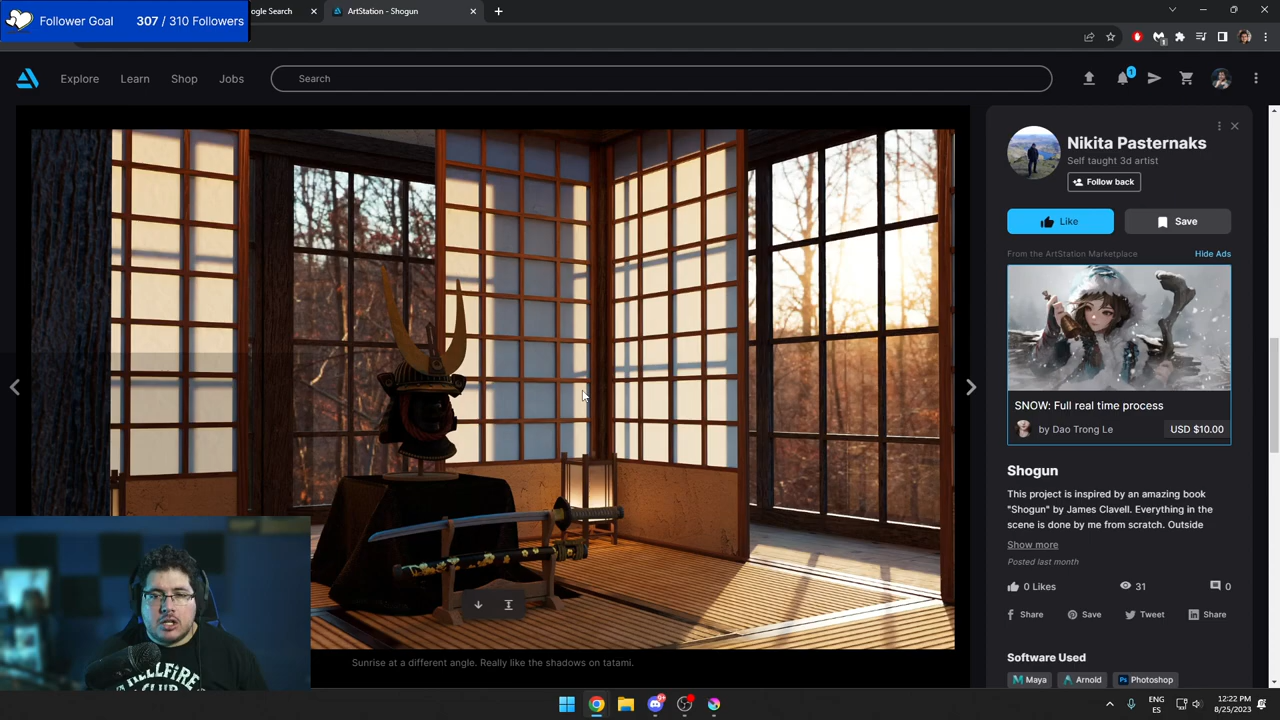 Follower Goal 307 / 310 Followers
ogle Search
ArtStation - Shogun
Explore Learn Shop Jobs Search
1
Nikita Pasternaks
Self taught 3d artist
Follow back
Like Save
From the ArtStation Marketplace Hide Ads
SNOW: Full real time process
by Dao Trong Le USD $10.00
Shogun
This project is inspired by an amazing book
"Shogun" by James Clavell. Everything in the
scene is done by me from scratch. Outside
Show more
Posted last month
0 Likes 31 0
Share Save Tweet Share
Software Used
Maya Arnold Photoshop
Sunrise at a different angle. Really like the shadows on tatami.
ENG
ES
12:22 PM
8/25/2023